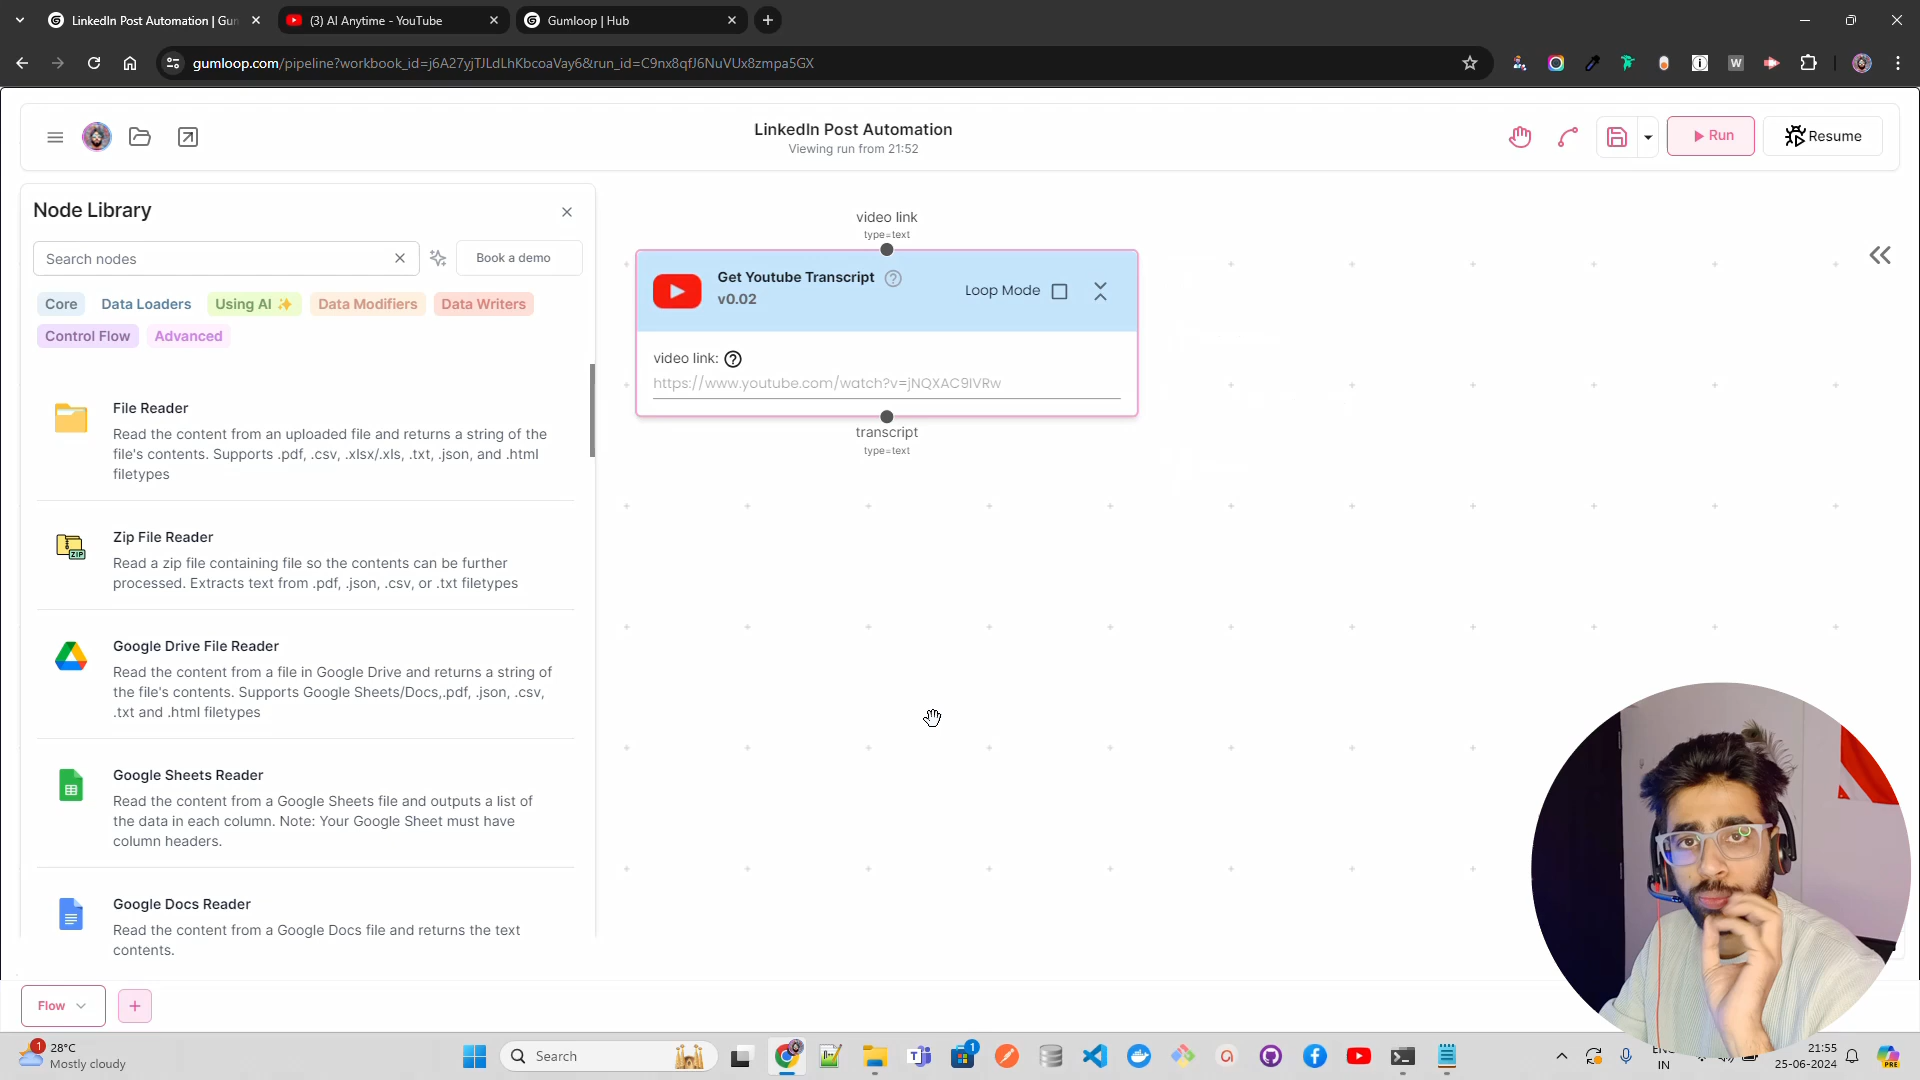 LinkedIn Post Automation | Gum
(3) AI Anytime - YouTube
Gumloop | Hub
gumloop.com/pipeline?workbook_id=j6A27yjTJLdLhKbcoaVay6&run_id=C9nx8qfJ6NuVUx8zmpa5GX
LinkedIn Post Automation
Viewing run from 21:52
Run
Resume
Node Library
Search nodes
Book a demo
Core
Data Loaders
Using AI ✨
Data Modifiers
Data Writers
Control Flow
Advanced
File Reader
Read the content from an uploaded file and returns a string of the
file's contents. Supports .pdf, .csv, .xlsx/.xls, .txt, .json, and .html
filetypes
Zip File Reader
Read a zip file containing file so the contents can be further
processed. Extracts text from .pdf, .json, .csv, or .txt filetypes
Google Drive File Reader
Read the content from a file in Google Drive and returns a string of
the file's contents. Supports Google Sheets/Docs,.pdf, .json, .csv,
.txt and .html filetypes
Google Sheets Reader
Read the content from a Google Sheets file and outputs a list of
the data in each column. Note: Your Google Sheet must have
column headers.
Google Docs Reader
Read the content from a Google Docs file and returns the text
contents.
video link
type=text
Get Youtube Transcript
v0.02
Loop Mode
video link:
https://www.youtube.com/watch?v=jNQXAC9IVRw
transcript
type=text
Flow
28°C
Mostly cloudy
Search
IN
21:55
25-06-2024